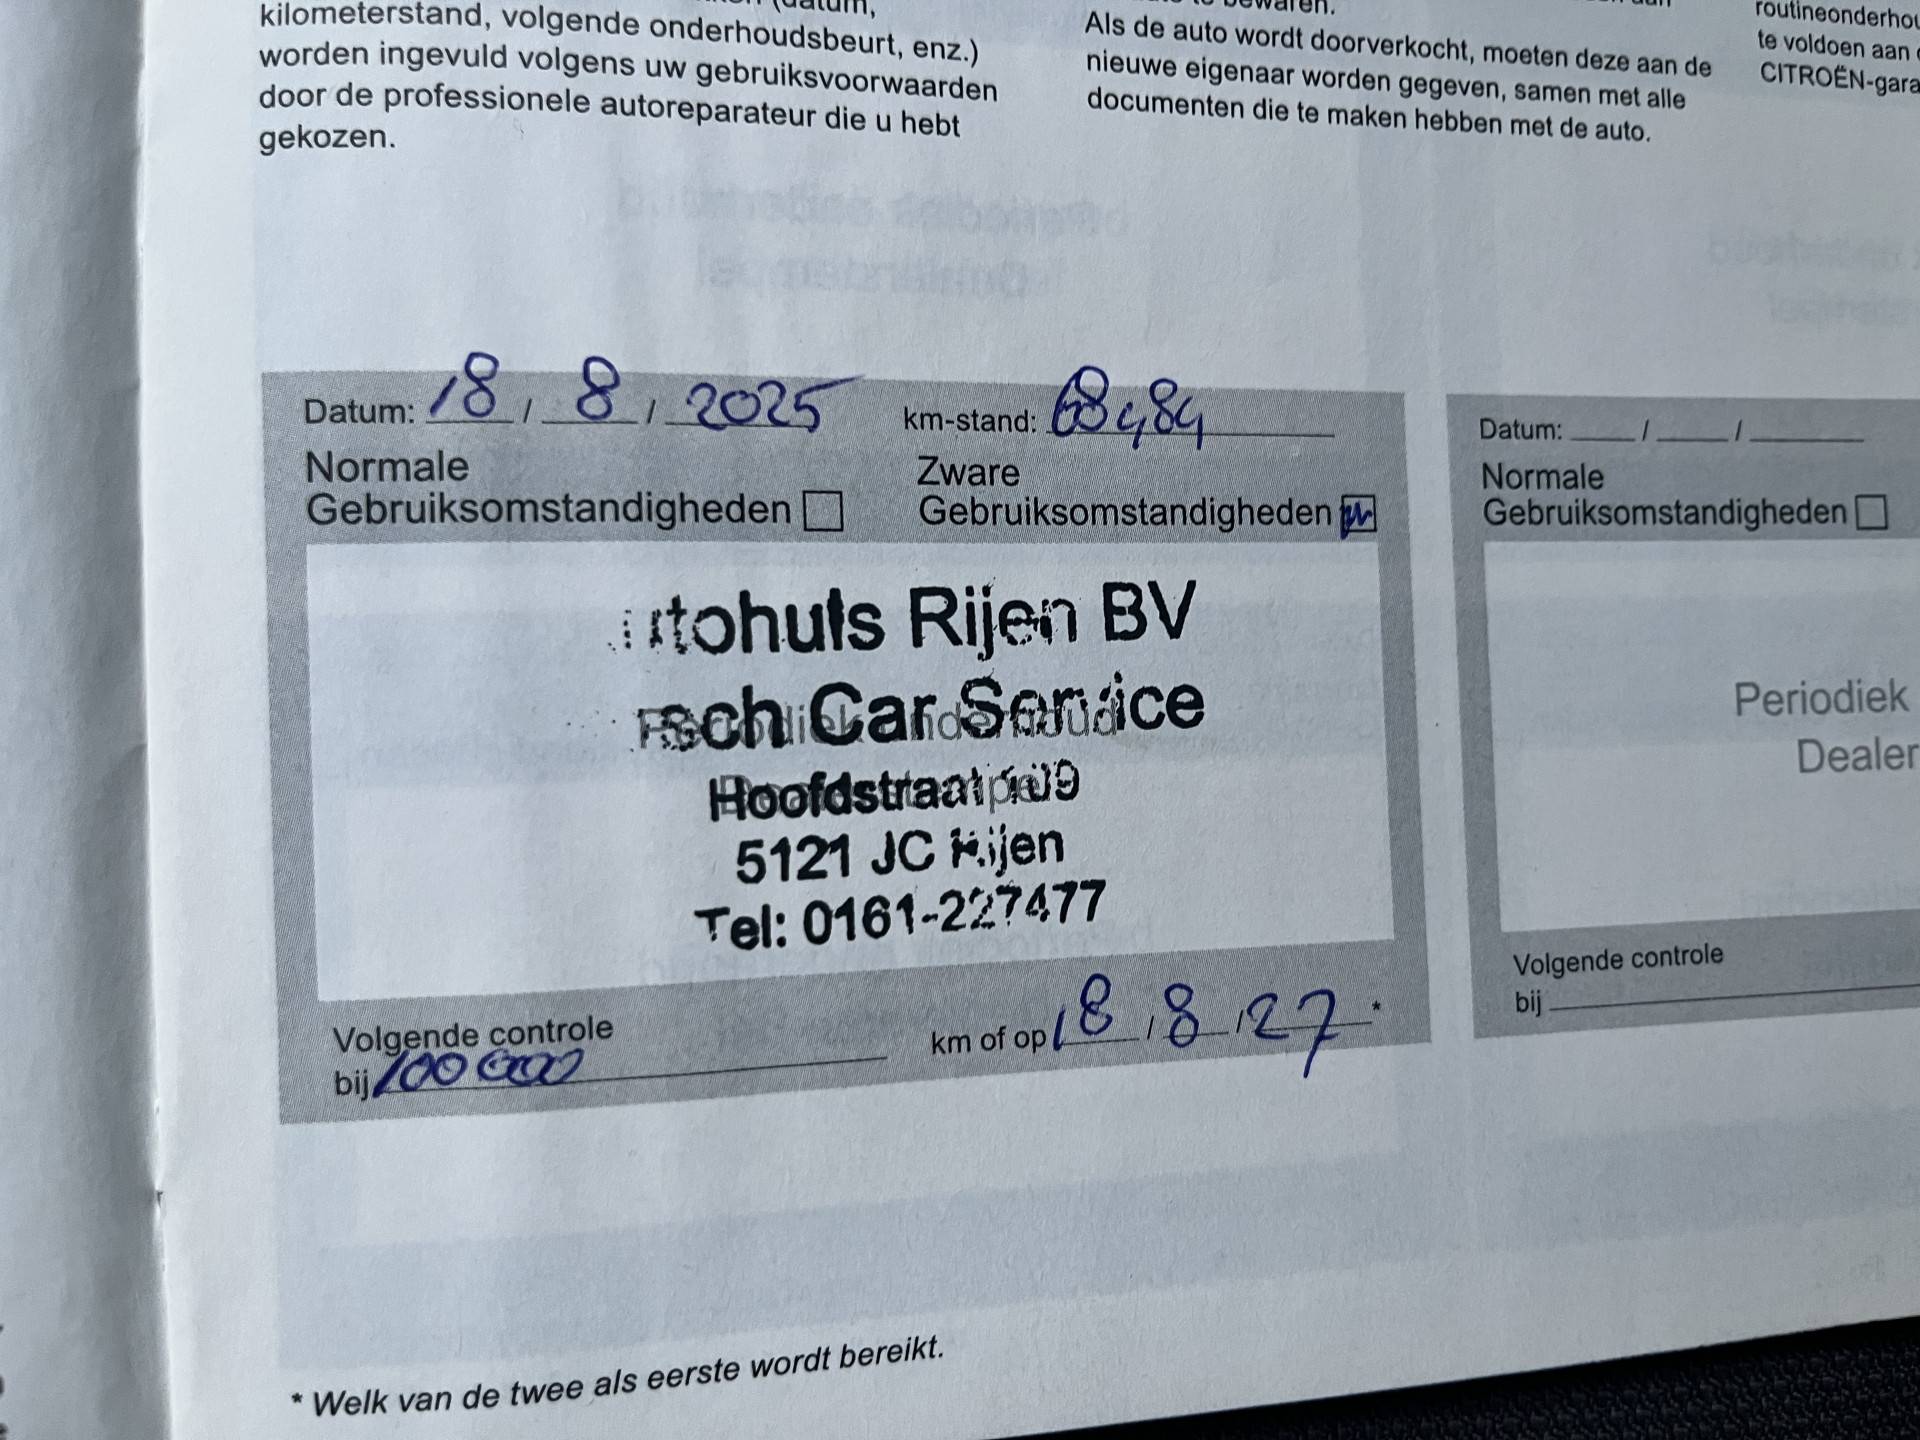 kilometerstand, volgende onderhoudsbeurt, enz.)
worden ingevuld volgens uw gebruiksvoorwaarden
door de professionele autoreparateur die u hebt
gekozen.
Als de auto wordt doorverkocht, moeten deze aan de
nieuwe eigenaar worden gegeven, samen met alle
documenten die te maken hebben met de auto.
te voldoen aan
Datum: 18 / 8 / 2025 km-stand: 68484
Normale
Gebruiksomstandigheden
Zware
Gebruiksomstandigheden
Rijen BV
Car Service
Hoofdstraat
5121 JC Rijen
Tel: 0161-227477
Volgende controle
bij 100000 km of op 18 / 8 / 27 *
Datum: / /
Normale
Gebruiksomstandigheden
Periodiek
Dealer
Volgende controle
bij
* Welk van de twee als eerste wordt bereikt.